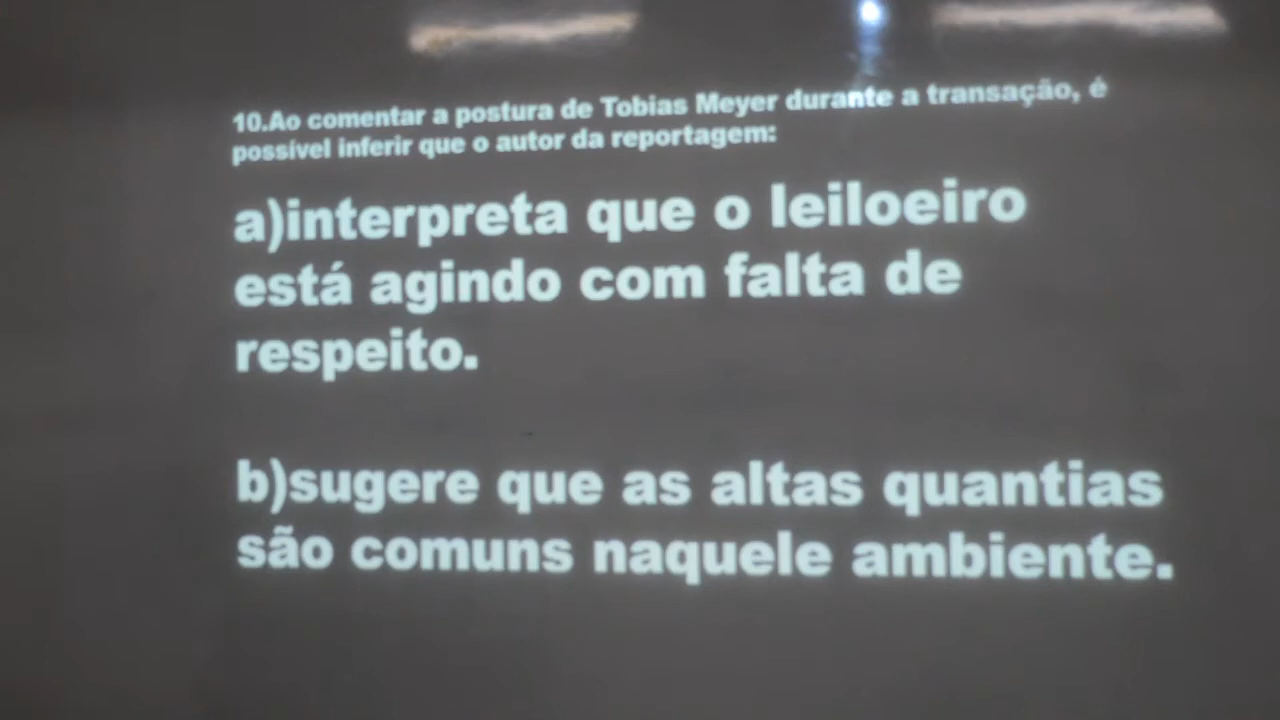 10.Ao comentar a postura de Tobias Meyer durante a transação, é
possível inferir que o autor da reportagem:
a)interpreta que o leiloeiro
está agindo com falta de
respeito.
b)sugere que as altas quantias
são comuns naquele ambiente.